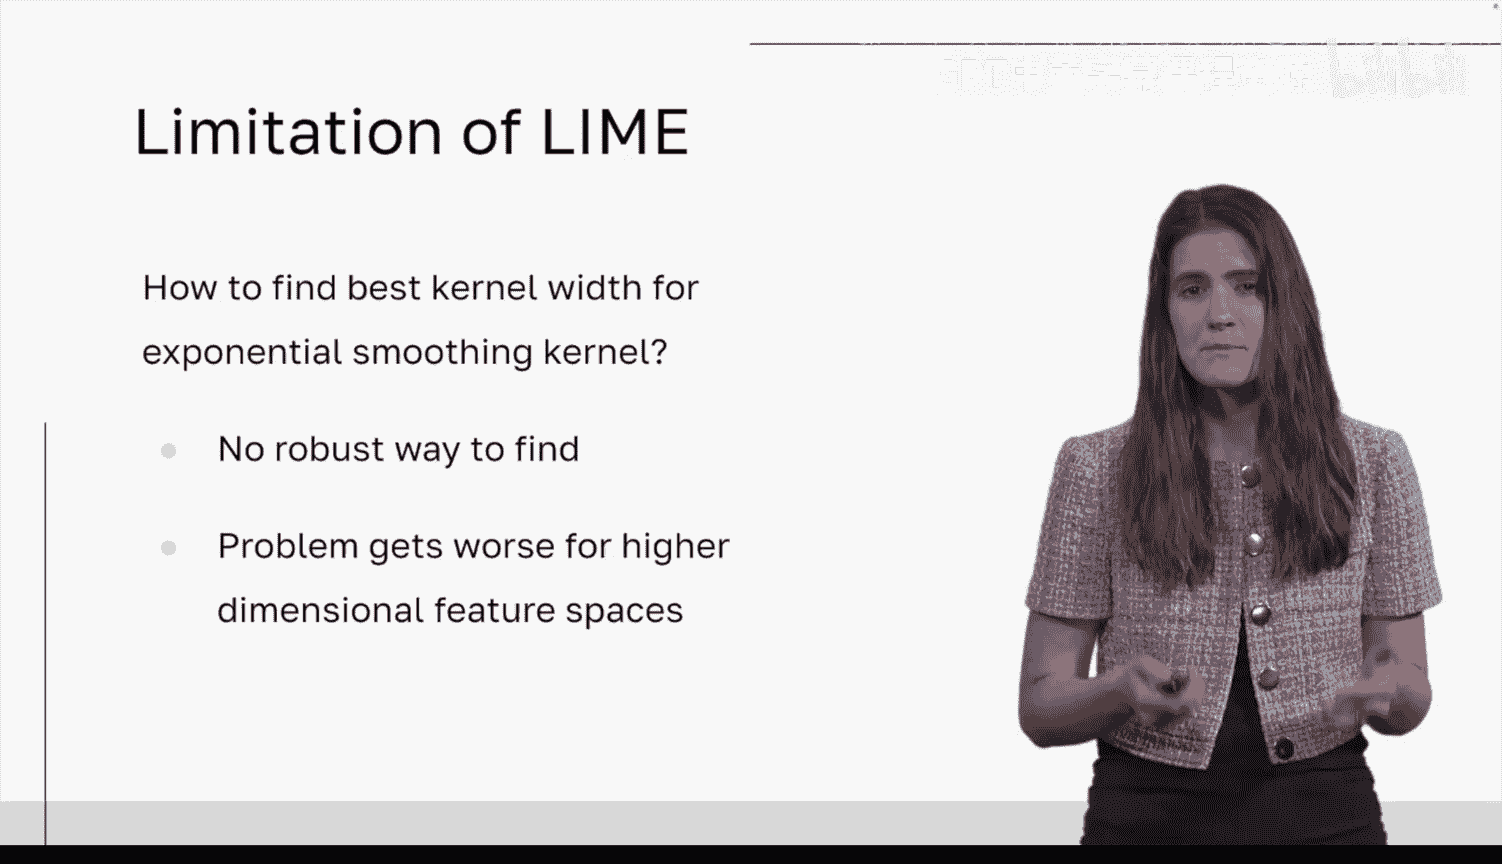 Limitation of LIME
How to find best kernel width for
exponential smoothing kernel?
No robust way to find
Problem gets worse for higher
dimensional feature spaces
bilibili